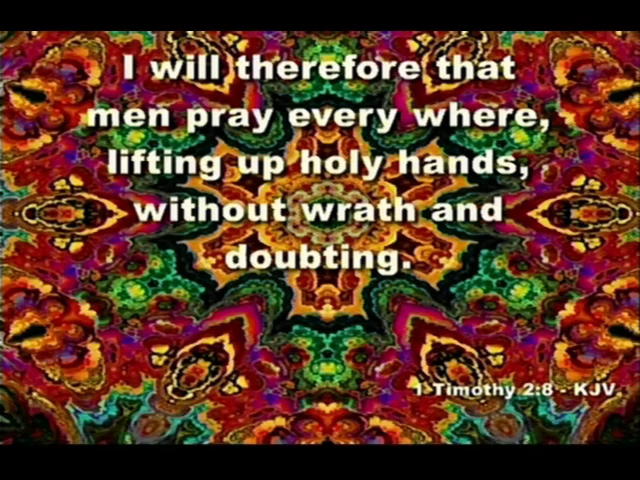 I will therefore that
men pray every where,
lifting up holy hands,
without wrath and
doubting.
1 Timothy 2:8 - KJV